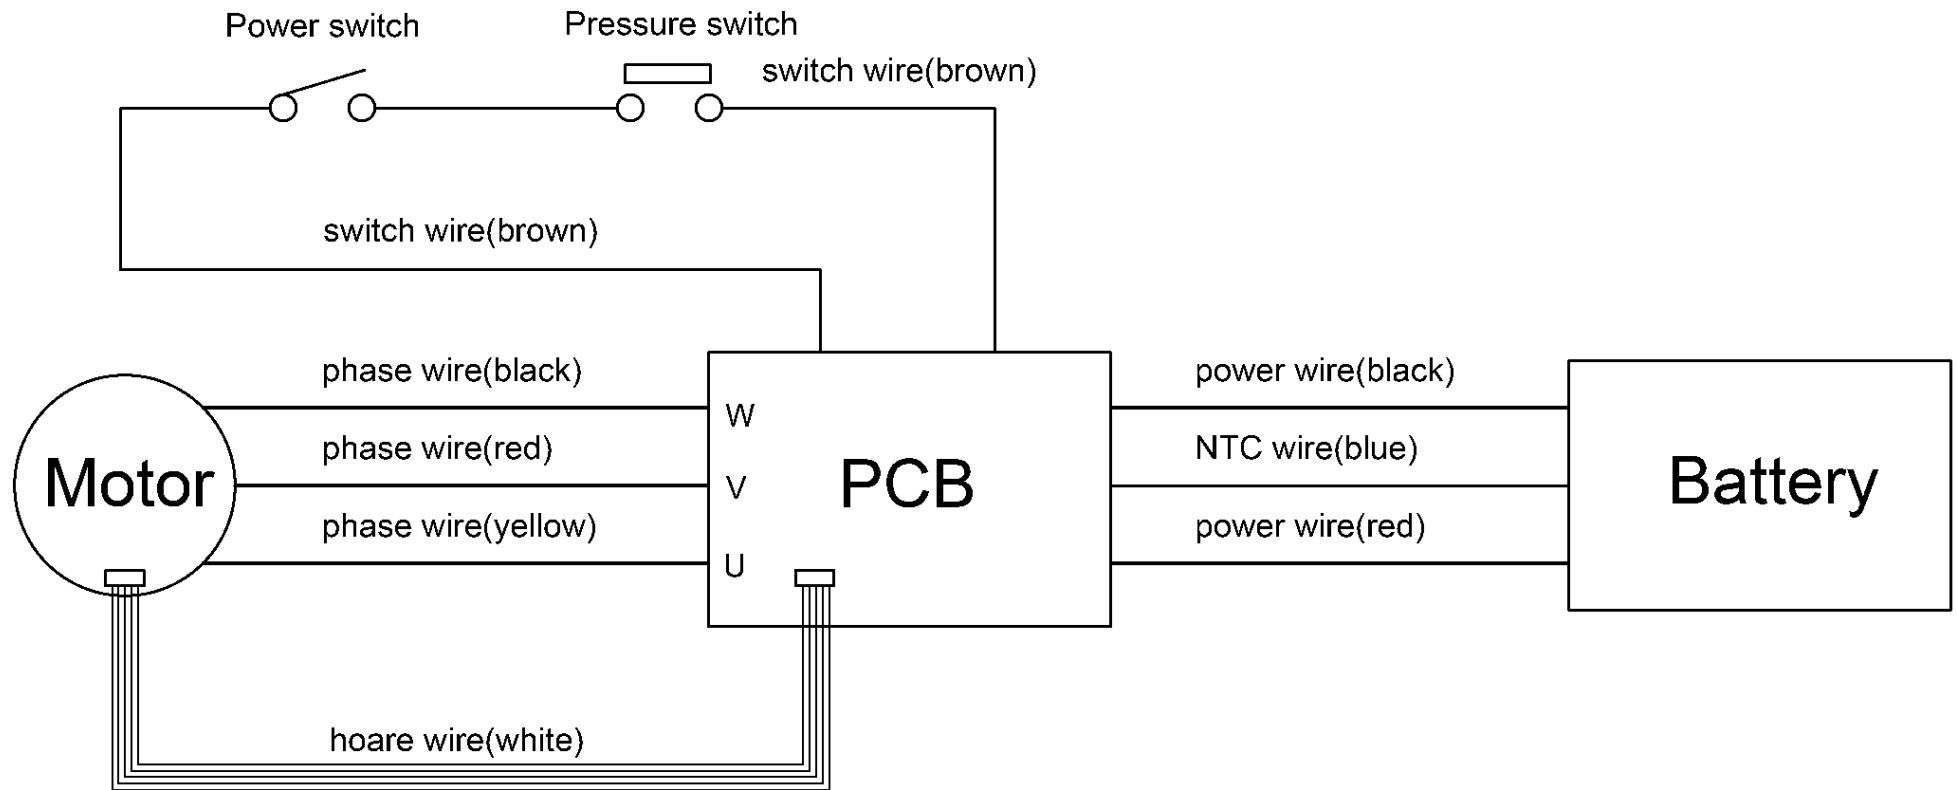 Power switch
Pressure switch
switch wire(brown)
switch wire(brown)
phase wire(black)
power wire(black)
W
phase wire(red)
NTC wire(blue)
Motor
V
PCB
Battery
phase wire(yellow)
power wire(red)
U
hoare wire(white)